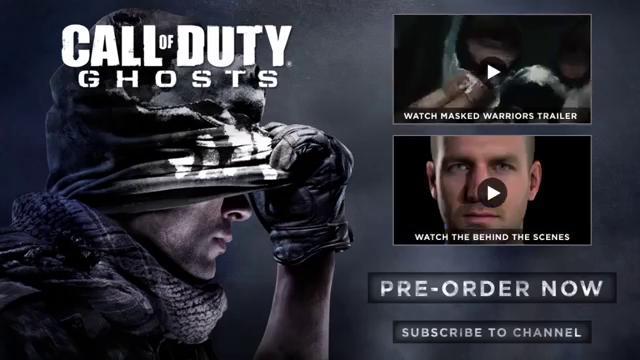 CALL OF DUTY
GHOSTS
WATCH MASKED WARRIORS TRAILER
WATCH THE BEHIND THE SCENES
PRE-ORDER NOW
SUBSCRIBE TO CHANNEL